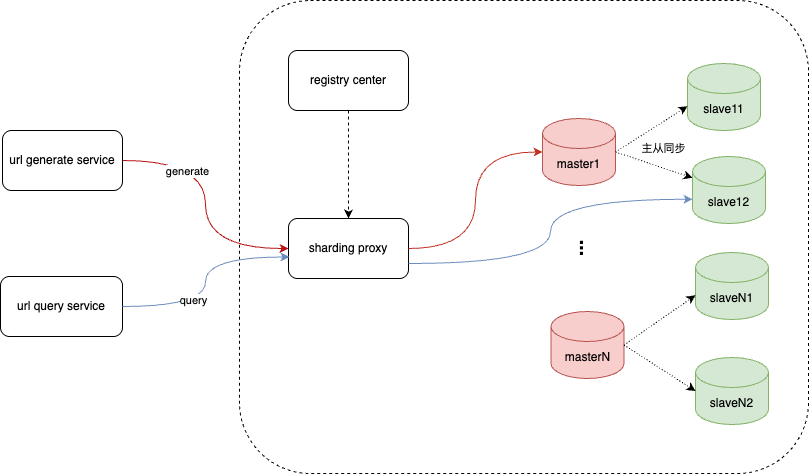 registry center
slave11
url generate service
generate
master1
主从同步
slave12
sharding proxy
url query service
query
slaveN1
masterN
slaveN2